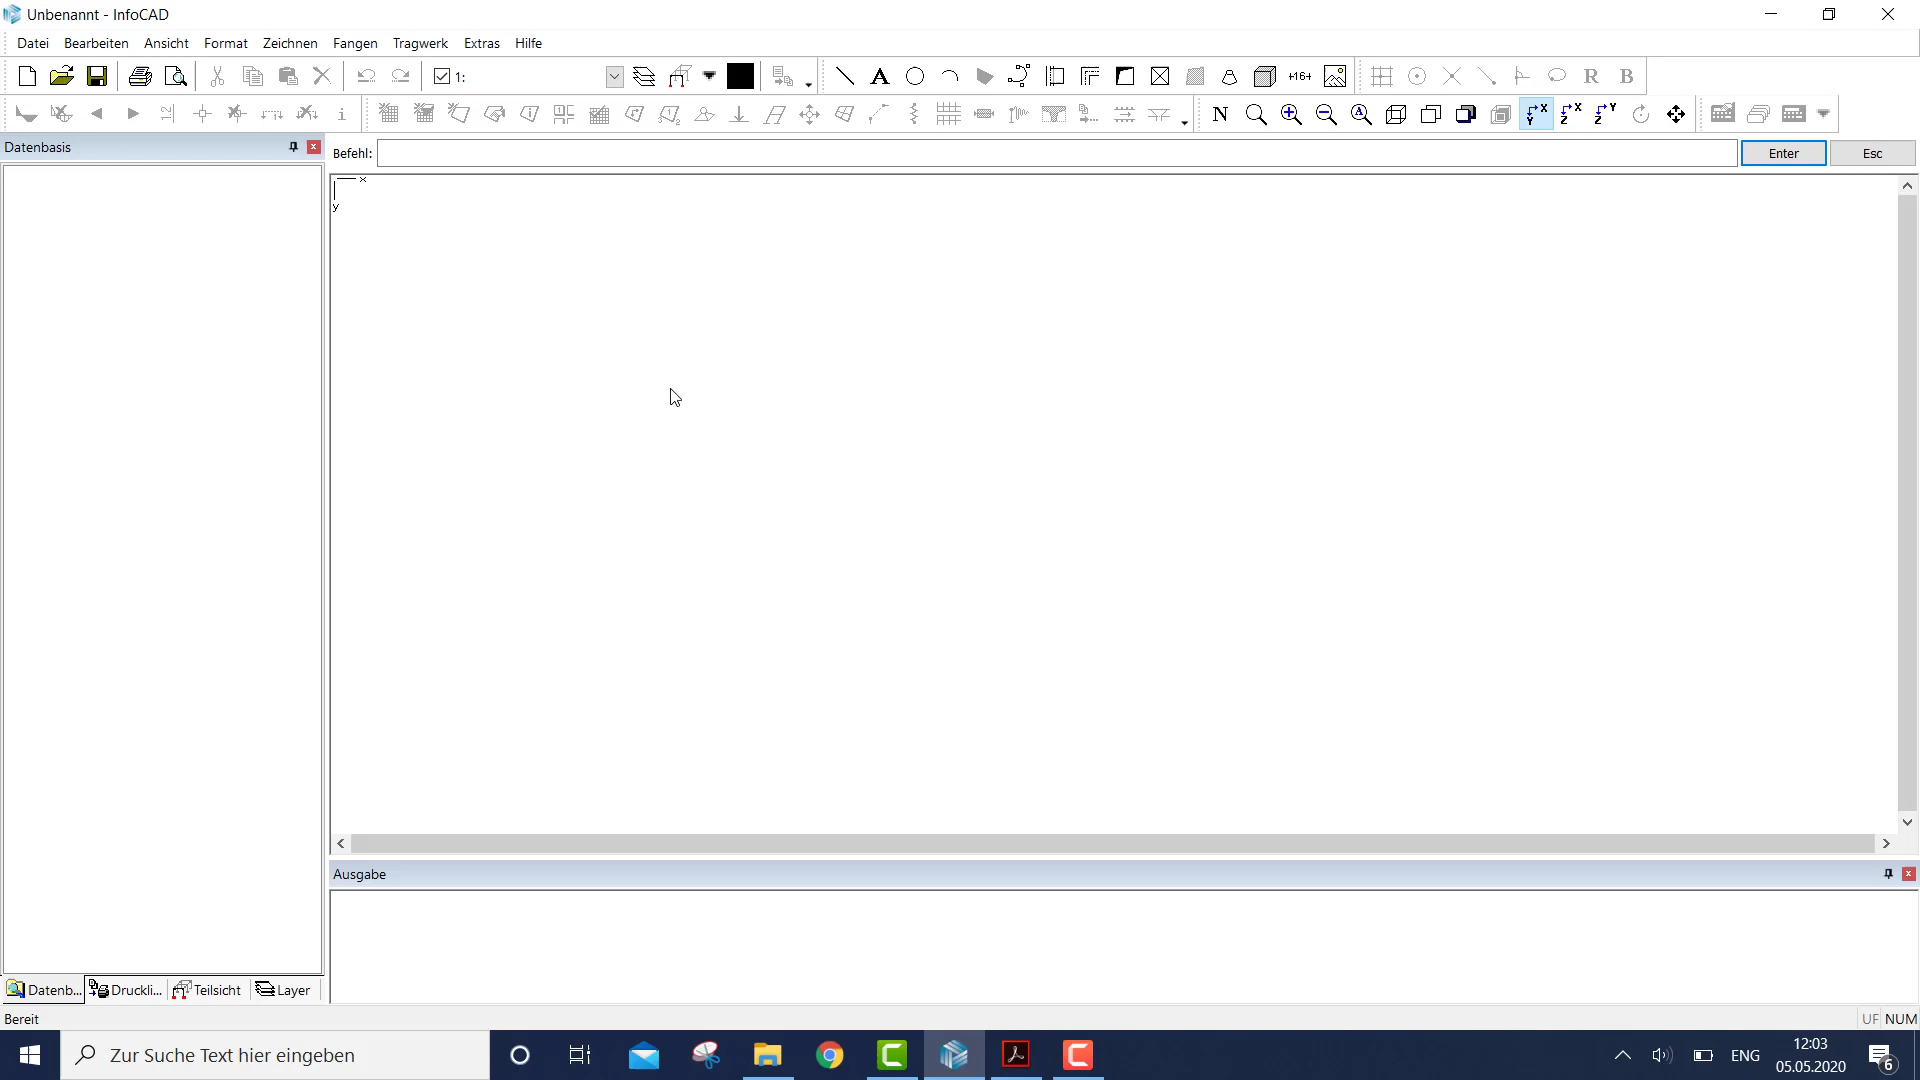 Unbenannt - InfoCAD
Datei Bearbeiten Ansicht Format Zeichnen Fangen Tragwerk Extras Hilfe
1:
A +16+ R B
N
Datenbasis
Befehl: Enter Esc
x
y
Ausgabe
Datenb... Druckli... Teilsicht Layer
Bereit UF NUM
Zur Suche Text hier eingeben
ENG
12:03
05.05.2020
6